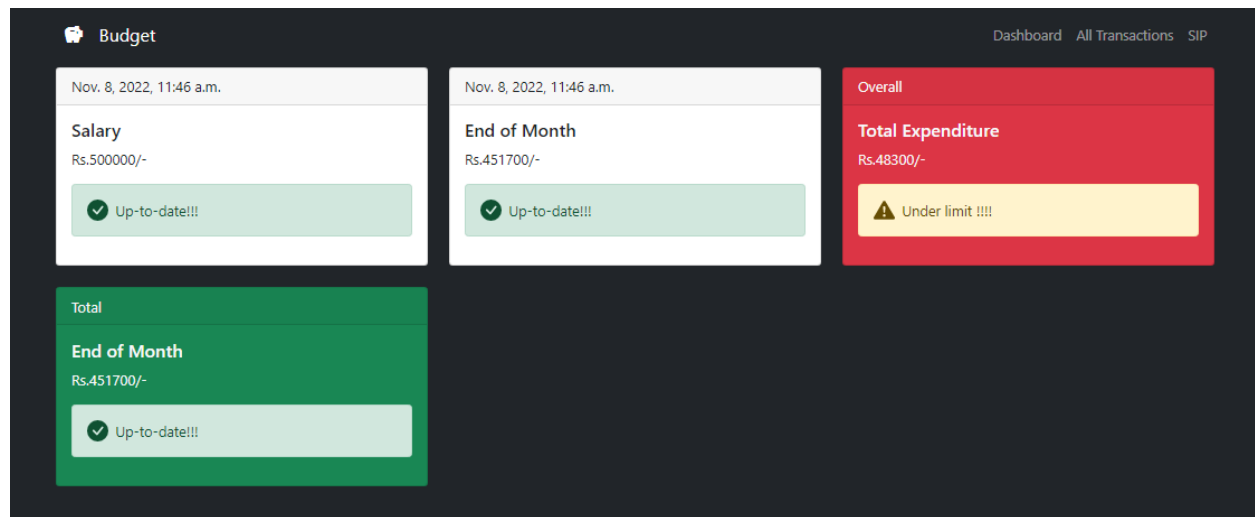 Budget
Dashboard All Transactions SIP
Nov. 8, 2022, 11:46 a.m.
Salary
Rs.500000/-
Up-to-date!!!
Nov. 8, 2022, 11:46 a.m.
End of Month
Rs.451700/-
Up-to-date!!!
Overall
Total Expenditure
Rs.48300/-
Under limit !!!!
Total
End of Month
Rs.451700/-
Up-to-date!!!